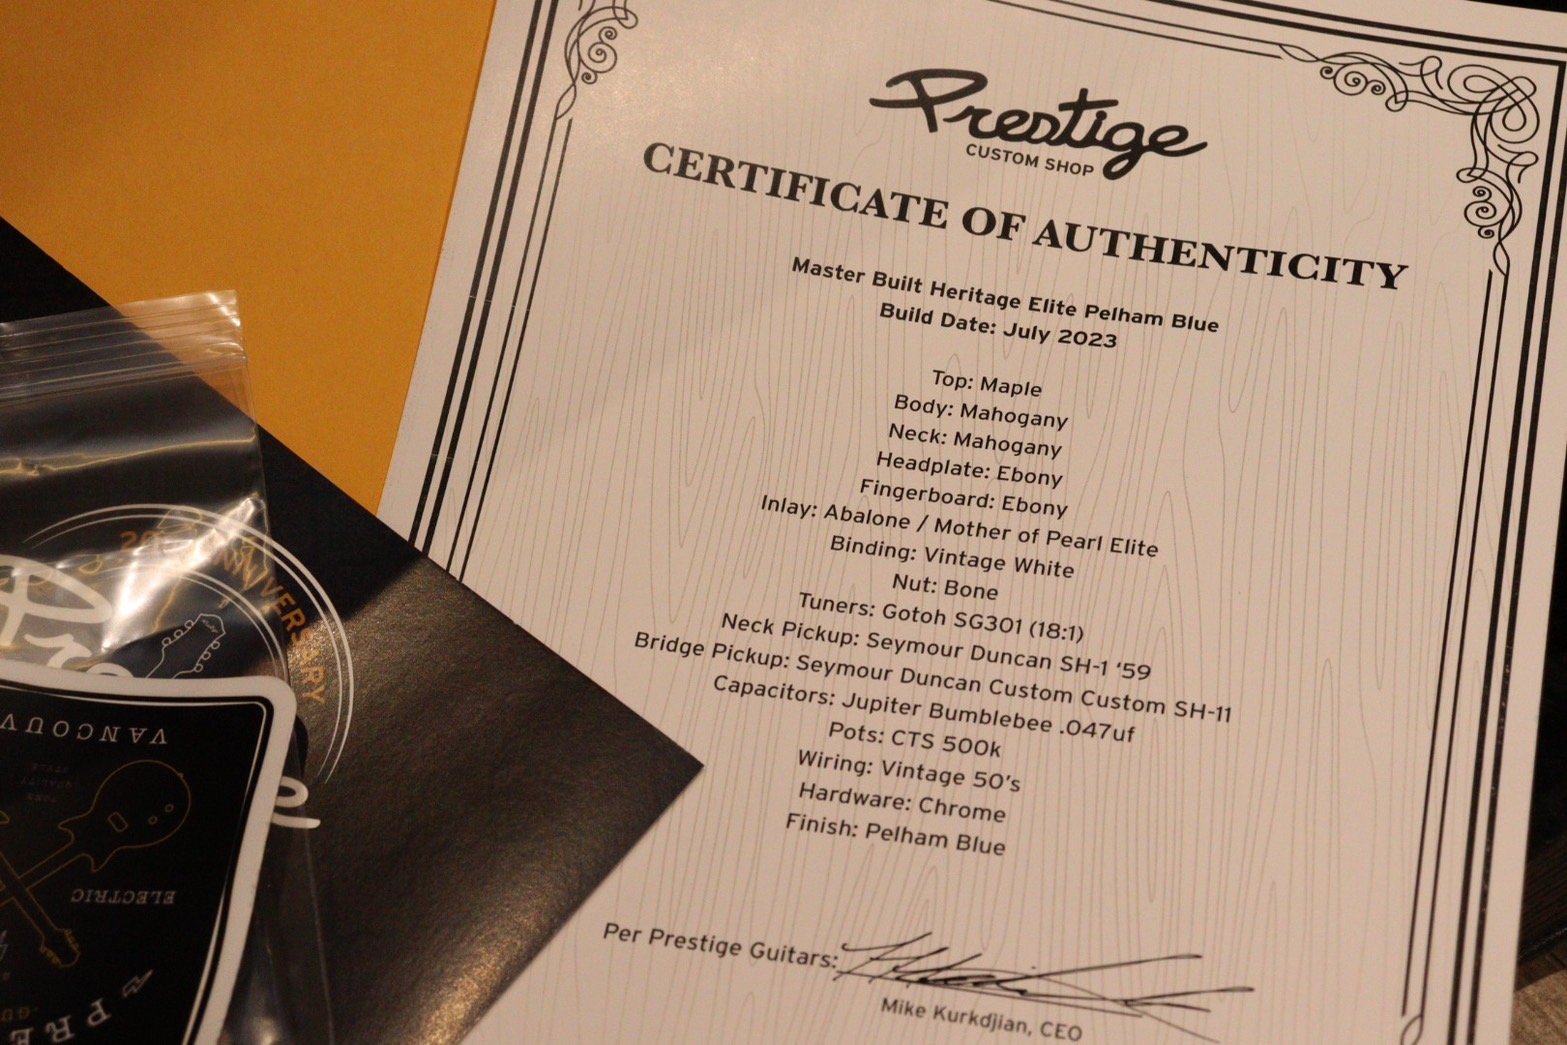 Prestige
CUSTOM SHOP
CERTIFICATE OF AUTHENTICITY
Master Built Heritage Elite Pelham Blue
Build Date: July 2023
Top: Maple
Body: Mahogany
Neck: Mahogany
Headplate: Ebony
Fingerboard: Ebony
Inlay: Abalone / Mother of Pearl Elite
Binding: Vintage White
Nut: Bone
Tuners: Gotoh SG301 (18:1)
Neck Pickup: Seymour Duncan SH-1 ‘59
Bridge Pickup: Seymour Duncan Custom Custom SH-11
Capacitors: Jupiter Bumblebee .047uf
Pots: CTS 500k
Wiring: Vintage 50’s
Hardware: Chrome
Finish: Pelham Blue
Per Prestige Guitars:
Mike Kurkdjian, CEO
ANNIVERSARY
VANCOUV
ELECTRIC
PRE